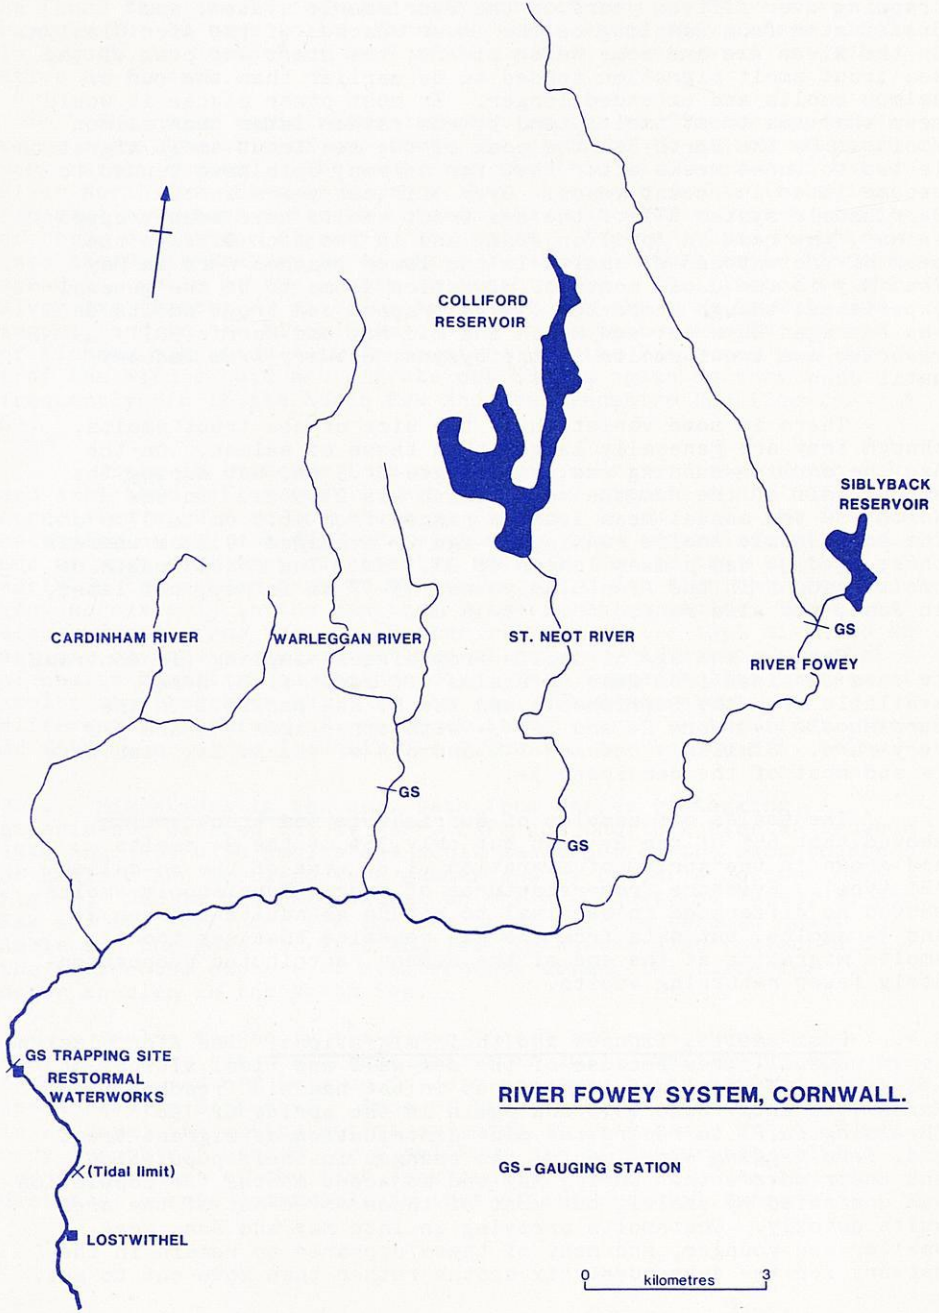 COLLIFORD
RESERVOIR
SIBLYBACK
RESERVOIR
GS
CARDINHAM RIVER
WARLEGGAN RIVER
ST. NEOT RIVER
RIVER FOWEY
GS
GS
GS TRAPPING SITE
RESTORMAL
WATERWORKS
(Tidal limit)
LOSTWITHEL
RIVER FOWEY SYSTEM, CORNWALL.
GS - GAUGING STATION
0 3
kilometres